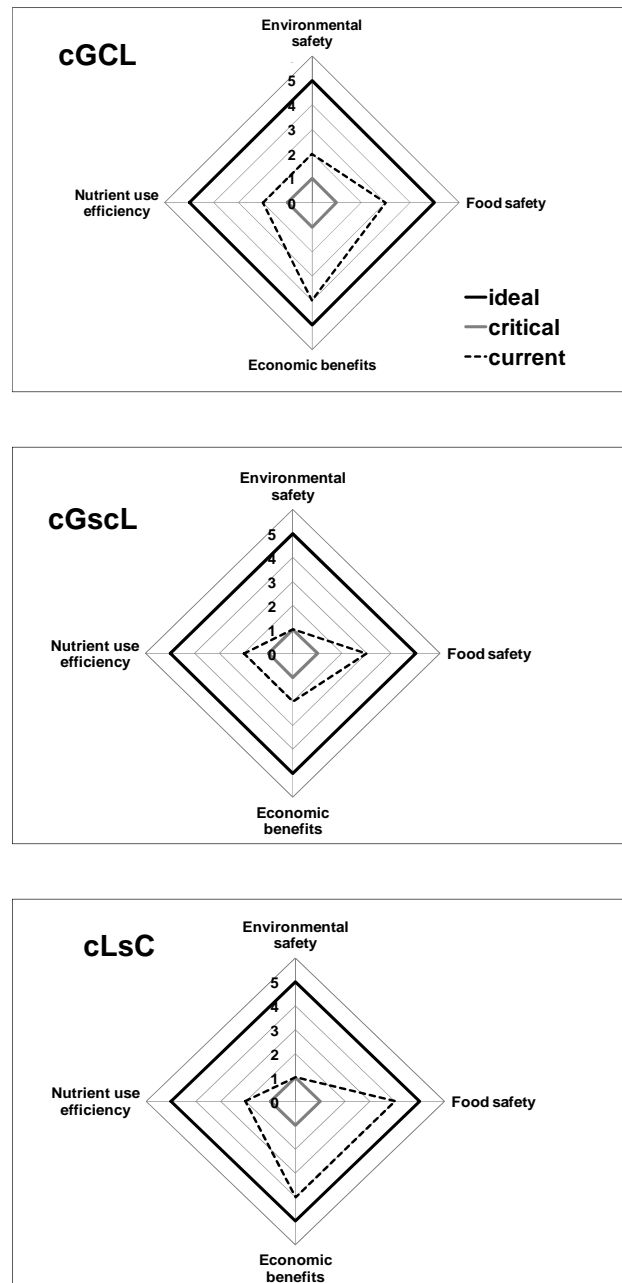 Environmental
safety
cGCL
5
4
3
2
1
0
Nutrient use
efficiency
Food safety
ideal
critical
current
Economic benefits
Environmental
safety
cGscL
5
4
3
2
1
0
Nutrient use
efficiency
Food safety
Economic
benefits
Environmental
safety
cLsC
5
4
3
2
1
0
Nutrient use
efficiency
Food safety
Economic
benefits